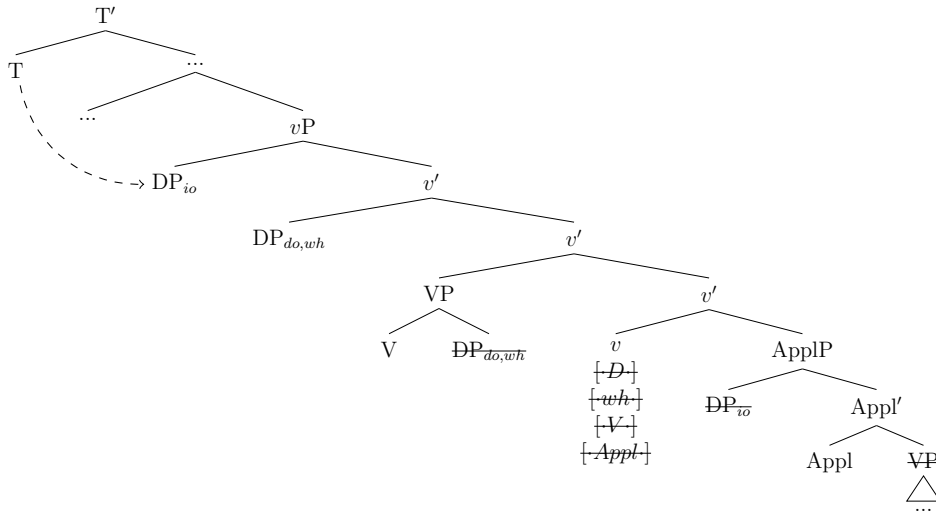 T′
T ...
... vP
DP_io v′
DP_do,wh v′
VP v′
V DP_do,wh v ApplP
[·D·]
[·wh·] DP_io Appl′
[·V·]
[·Appl·] Appl VP
...